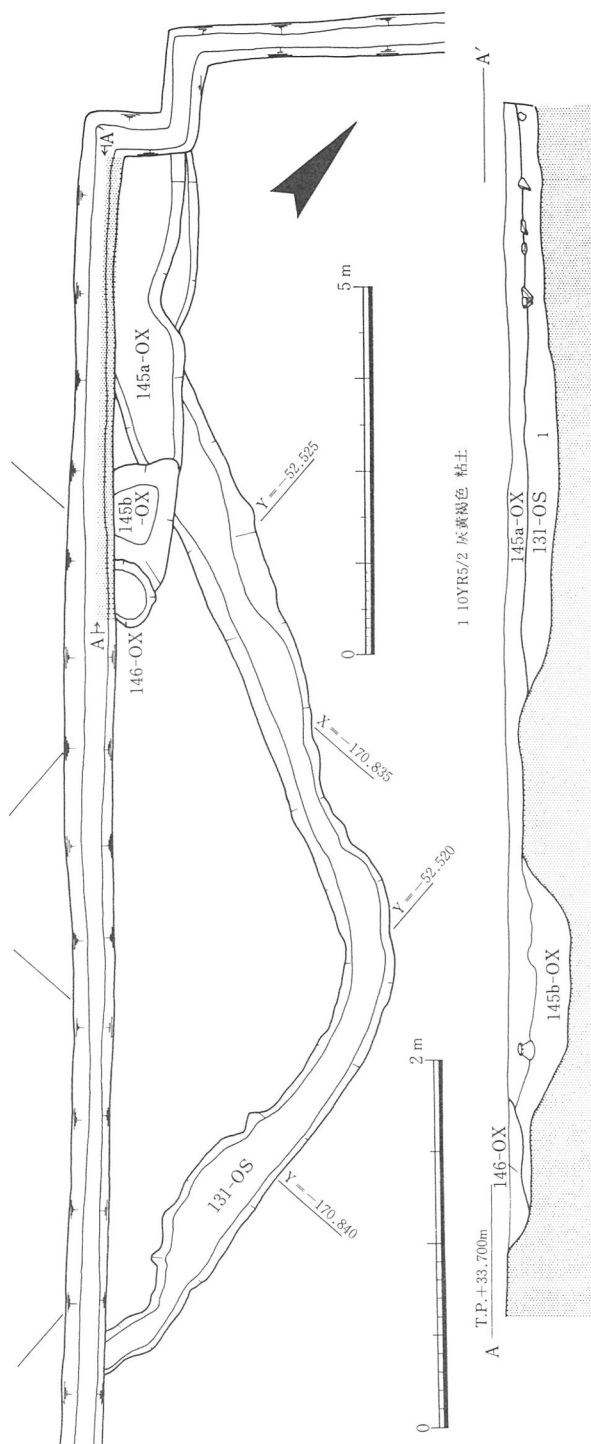 A′
145a-OX
145b
-OX
A
146-OX
Y=-52.525
X=-170.835
Y=-52.520
131-OS
Y=-170.840
0
5 m
0
2 m
1 10YR5/2 灰黄褐色 粘土
A
A′
T.P.+33.700m
146-OX
145b-OX
145a-OX
131-OS
1